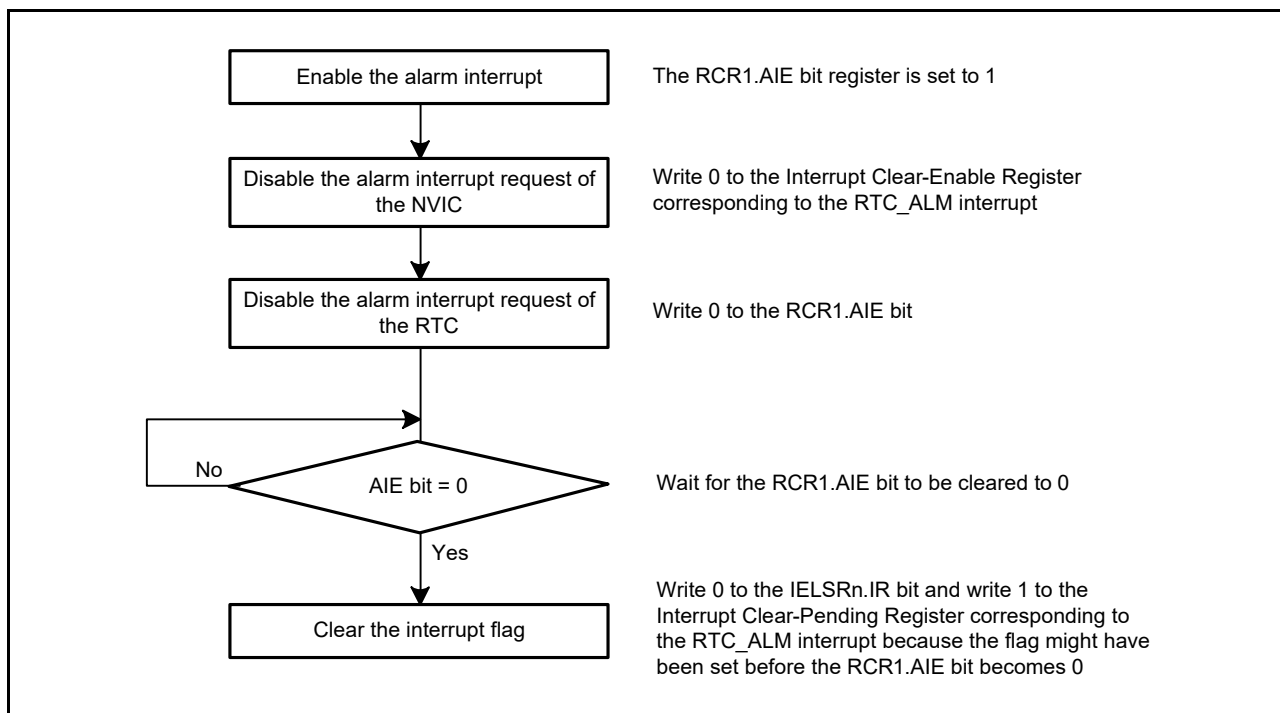 Enable the alarm interrupt
The RCR1.AIE bit register is set to 1
Disable the alarm interrupt request of
the NVIC
Write 0 to the Interrupt Clear-Enable Register
corresponding to the RTC_ALM interrupt
Disable the alarm interrupt request of
the RTC
Write 0 to the RCR1.AIE bit
No
AIE bit = 0
Wait for the RCR1.AIE bit to be cleared to 0
Yes
Clear the interrupt flag
Write 0 to the IELSRn.IR bit and write 1 to the
Interrupt Clear-Pending Register corresponding to
the RTC_ALM interrupt because the flag might have
been set before the RCR1.AIE bit becomes 0